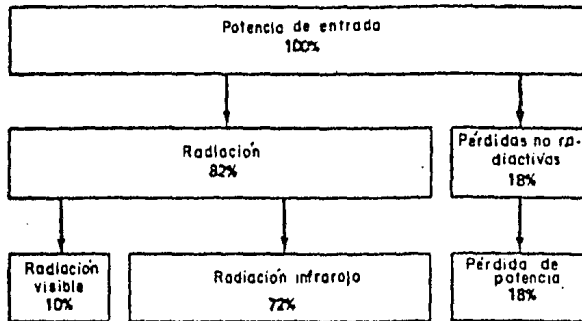 Potencia de entrada
100%
Radiación
82%
Pérdidas no ra-
diactivas
18%
Radiación
visible
10%
Radiación infrarojo
72%
Pérdida de
potencia
18%